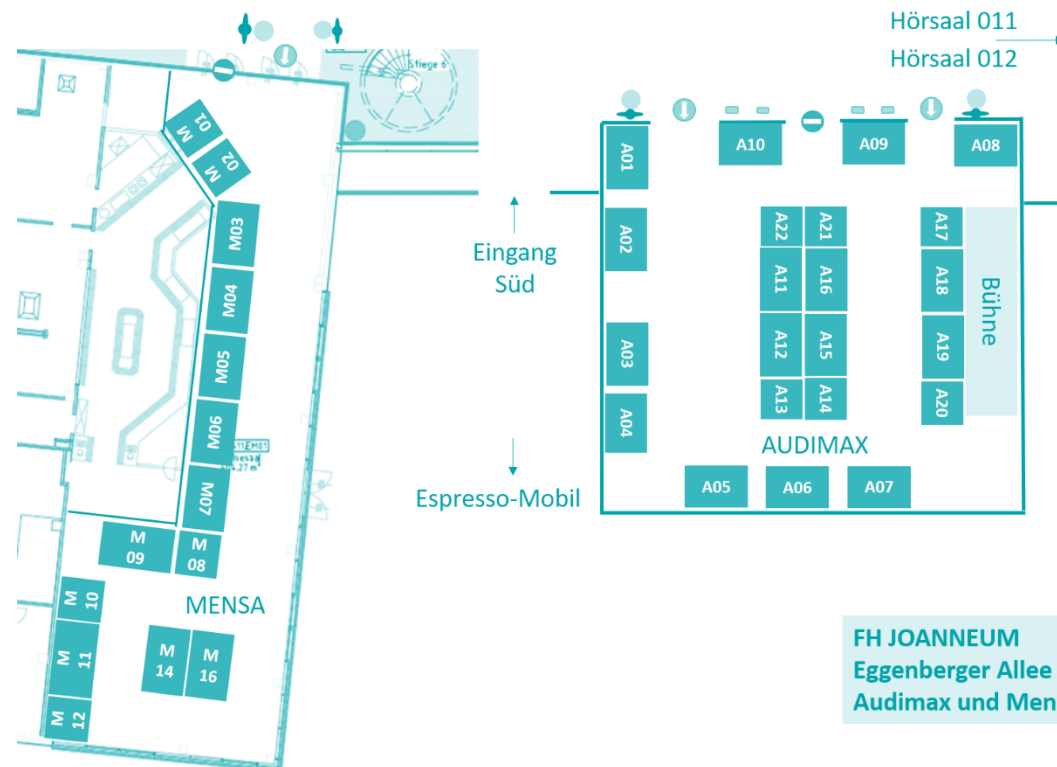 Hörsaal 011
Hörsaal 012
Stiege 6
M
01
M
02
M03
M04
M05
M06
M07
M
08
M
09
M
10
M
11
M
12
M
14
M
16
MENSA
Eingang
Süd
Espresso-Mobil
A01
A02
A03
A04
A10
A09
A08
A22
A21
A11
A16
A12
A15
A13
A14
A17
A18
A19
A20
Bühne
AUDIMAX
A05
A06
A07
FH JOANNEUM
Eggenberger Allee
Audimax und Men